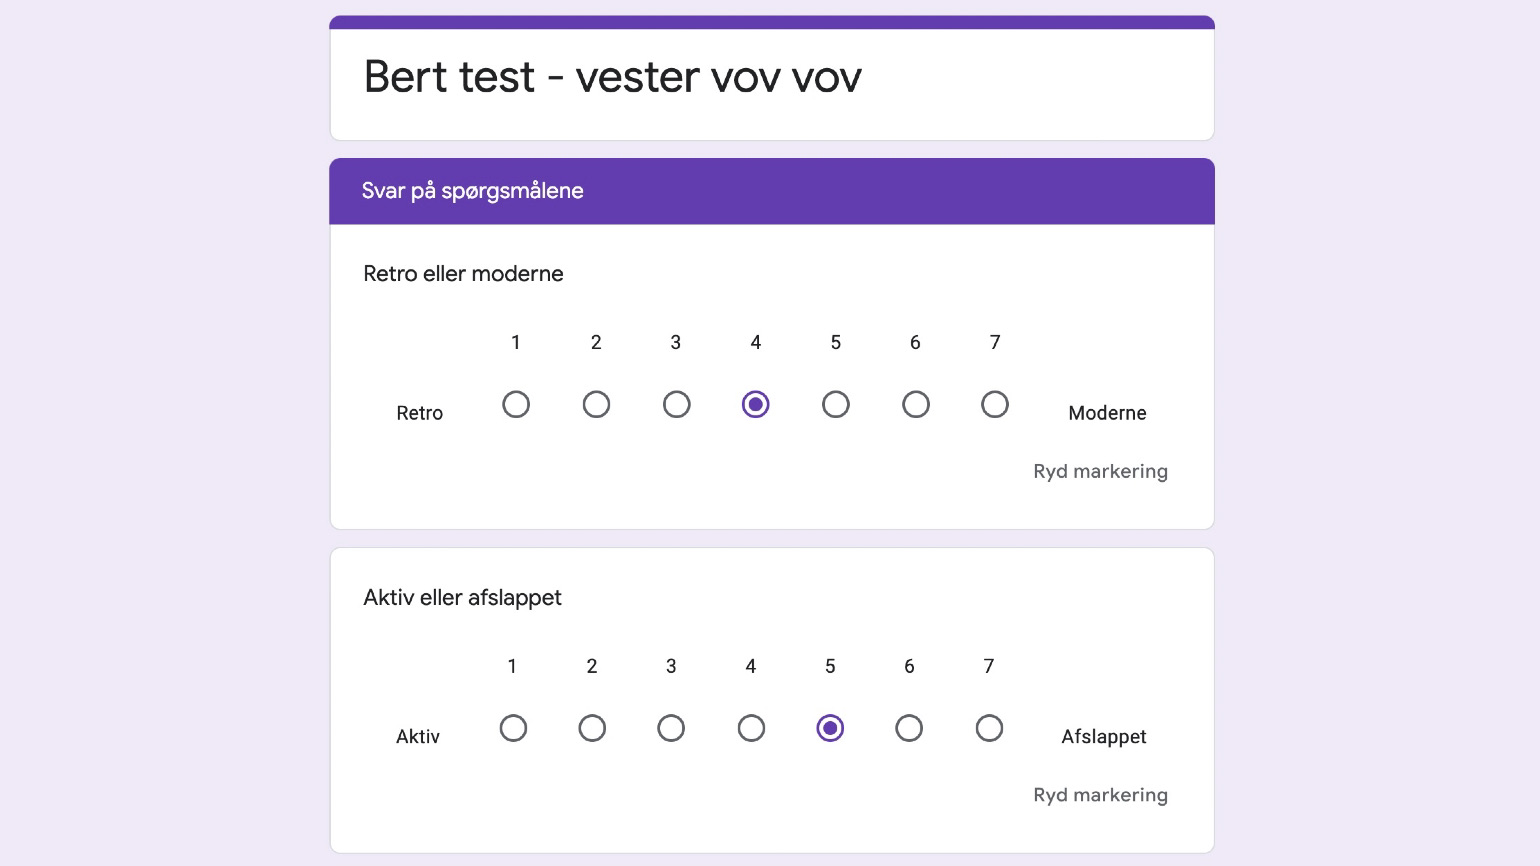 Bert test - vester vov vov
Svar på spørgsmålene
Retro eller moderne
1 2 3 4 5 6 7
Retro Moderne
Ryd markering
Aktiv eller afslappet
1 2 3 4 5 6 7
Aktiv Afslappet
Ryd markering